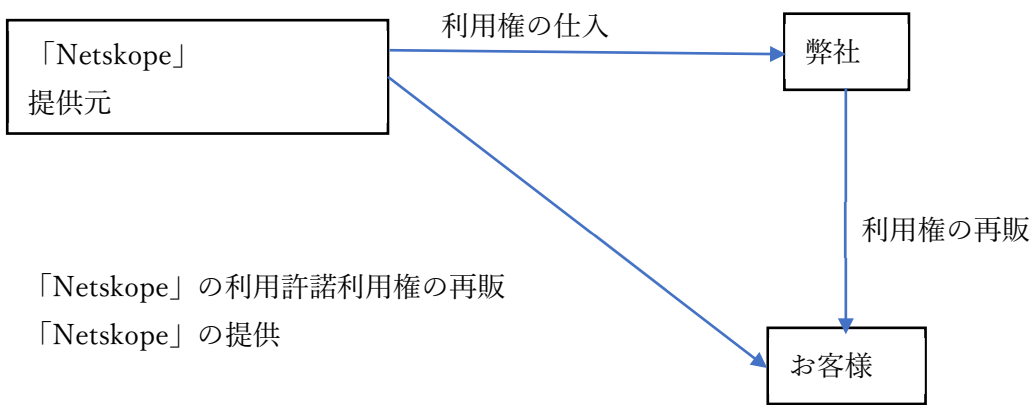 利用権の仕入
「Netskope」
提供元
弊社
利用権の再販
「Netskope」の利用許諾利用権の再販
「Netskope」の提供
お客様